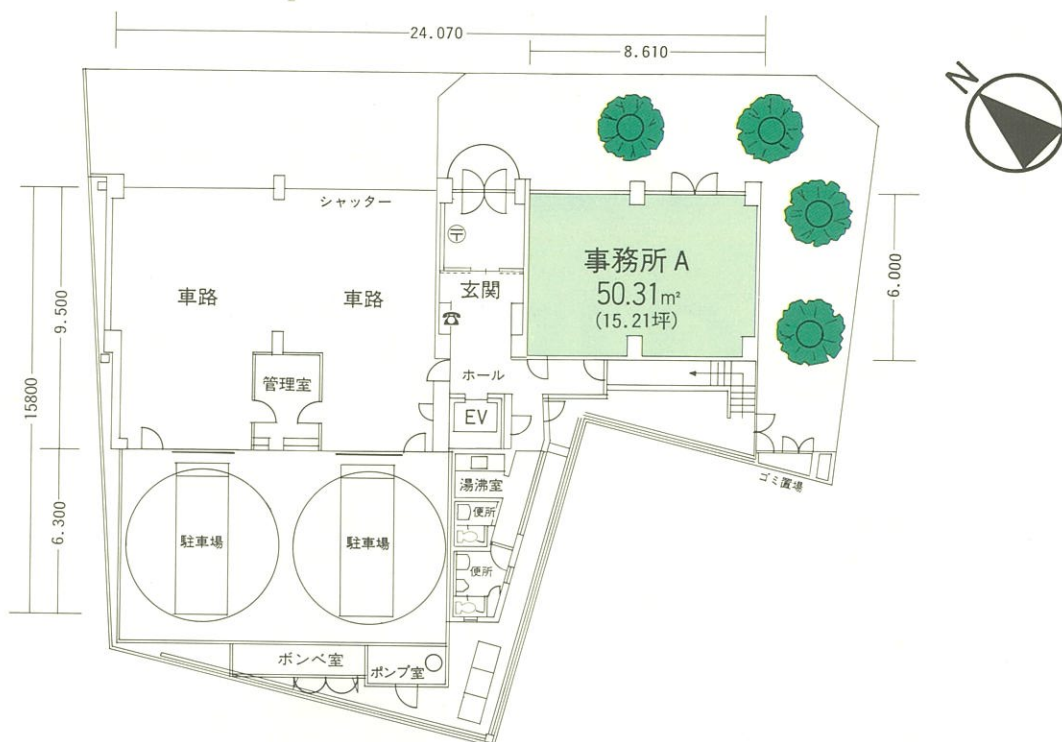 24.070
8.610
N
シャッター
〒
事務所 A
50.31㎡
(15.21坪)
6.000
車路
車路
玄関
☎
9.500
15800
管理室
ホール
EV
湯沸室
便所
ゴミ置場
6.300
駐車場
駐車場
便所
ボンベ室
ポンプ室